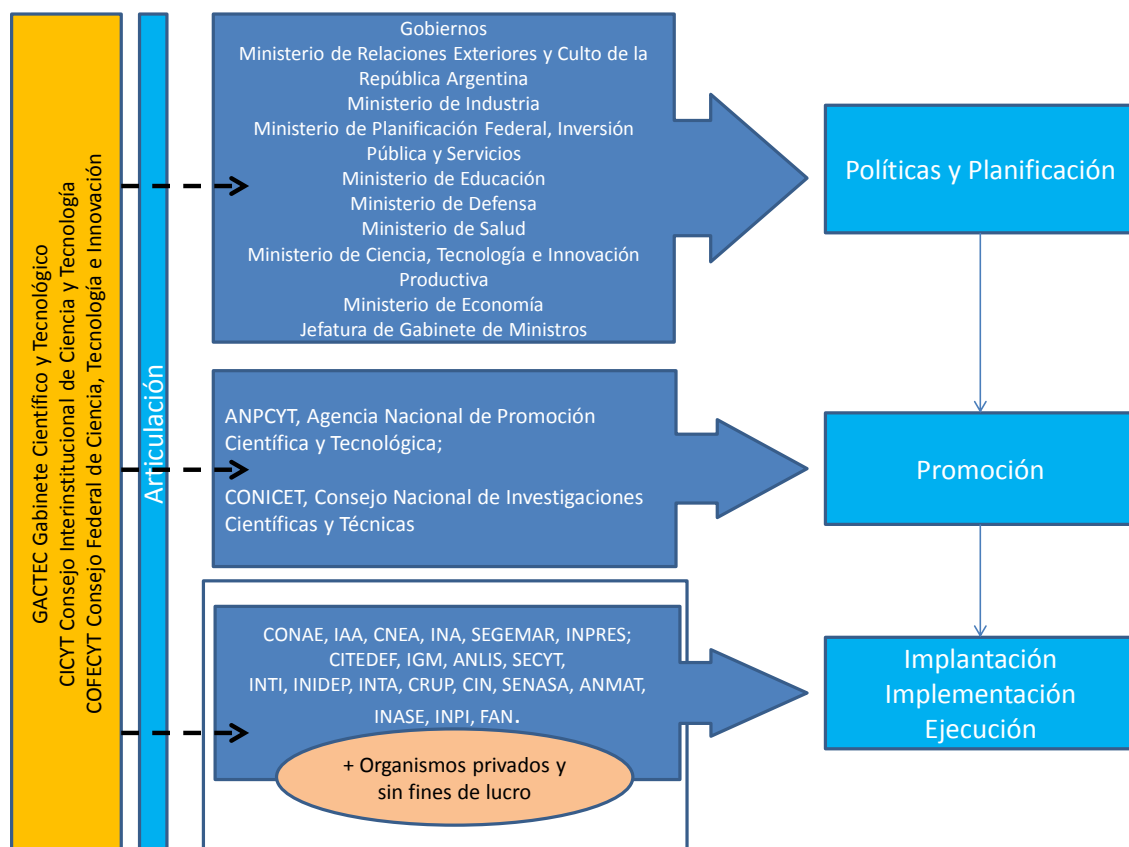 GACTEC Gabinete Científico y Tecnológico
CICYT Consejo Interinstitucional de Ciencia y Tecnología
COFECYT Consejo Federal de Ciencia, Tecnología e Innovación
Articulación
Gobiernos
Ministerio de Relaciones Exteriores y Culto de la
República Argentina
Ministerio de Industria
Ministerio de Planificación Federal, Inversión
Pública y Servicios
Ministerio de Educación
Ministerio de Defensa
Ministerio de Salud
Ministerio de Ciencia, Tecnología e Innovación
Productiva
Ministerio de Economía
Jefatura de Gabinete de Ministros
Políticas y Planificación
ANPCYT, Agencia Nacional de Promoción
Científica y Tecnológica;
CONICET, Consejo Nacional de Investigaciones
Científicas y Técnicas
Promoción
CONAE, IAA, CNEA, INA, SEGEMAR, INPRES;
CITEDEF, IGM, ANLIS, SECYT,
INTI, INIDEP, INTA, CRUP, CIN, SENASA, ANMAT,
INASE, INPI, FAN.
+ Organismos privados y
sin fines de lucro
Implantación
Implementación
Ejecución